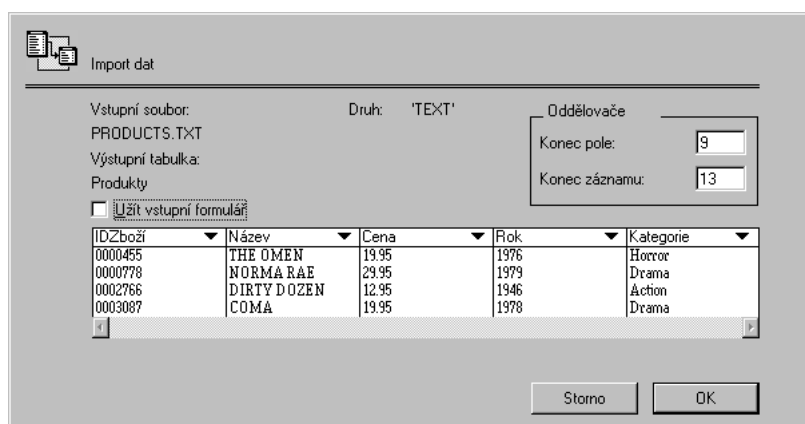 Import dat
Vstupní soubor: Druh: 'TEXT'
PRODUCTS.TXT
Výstupní tabulka:
Produkty
Užít vstupní formulář
Oddělovače
Konec pole: 9
Konec záznamu: 13
IDZboží Název Cena Rok Kategorie
0000455 THE OMEN 19.95 1976 Horror
0000778 NORMA RAE 29.95 1979 Drama
0002766 DIRTY DOZEN 12.95 1946 Action
0003087 COMA 19.95 1978 Drama
Storno OK